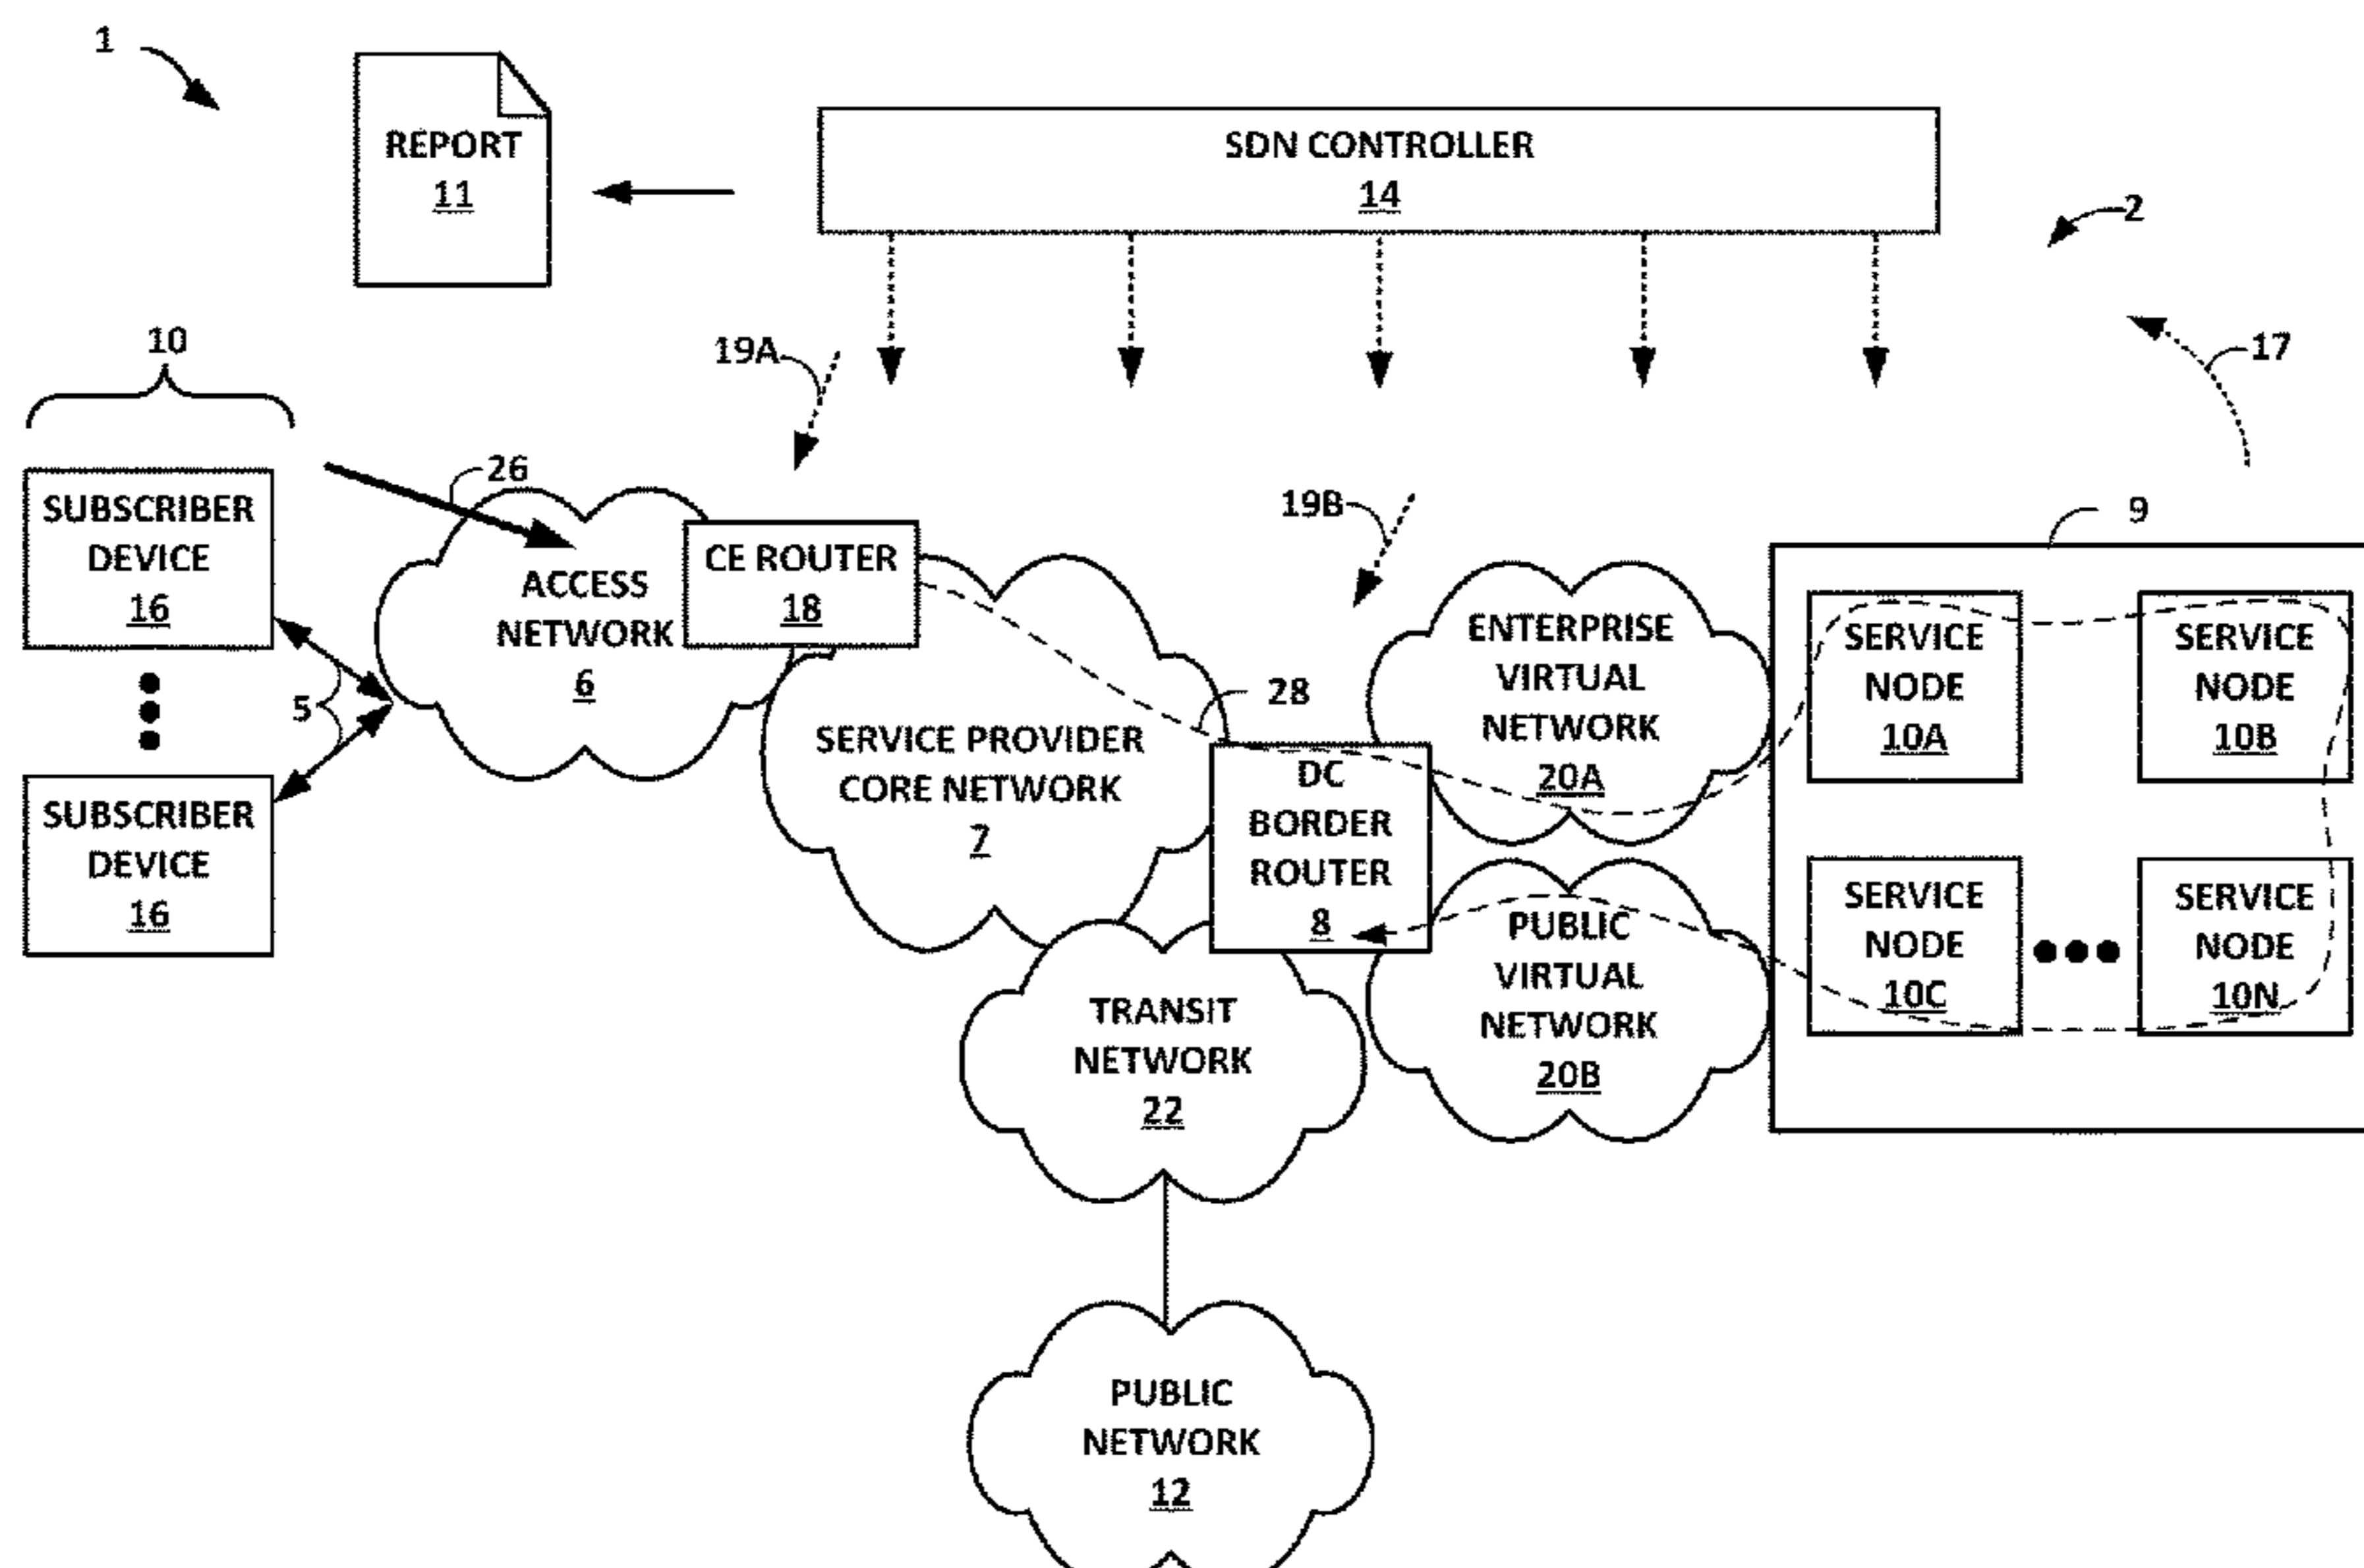 1
REPORT
11
SDN CONTROLLER
14
2
10
19A
17
26
SUBSCRIBER
DEVICE
16
5
SUBSCRIBER
DEVICE
16
ACCESS
NETWORK
6
CE ROUTER
18
SERVICE PROVIDER
CORE NETWORK
7
28
19B
DC
BORDER
ROUTER
8
ENTERPRISE
VIRTUAL
NETWORK
20A
PUBLIC
VIRTUAL
NETWORK
20B
9
SERVICE
NODE
10A
SERVICE
NODE
10B
SERVICE
NODE
10C
SERVICE
NODE
10N
TRANSIT
NETWORK
22
PUBLIC
NETWORK
12